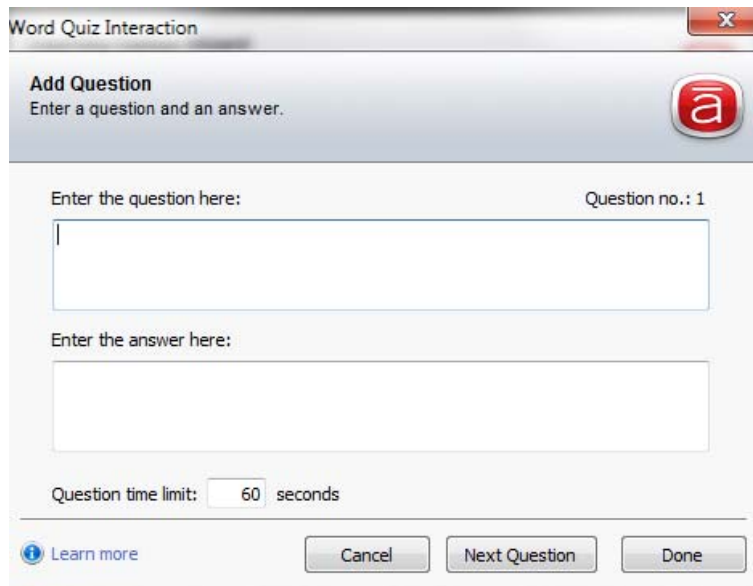 Word Quiz Interaction
Add Question
Enter a question and an answer.
ā
Enter the question here: Question no.: 1
Enter the answer here:
Question time limit: 60 seconds
Learn more Cancel Next Question Done